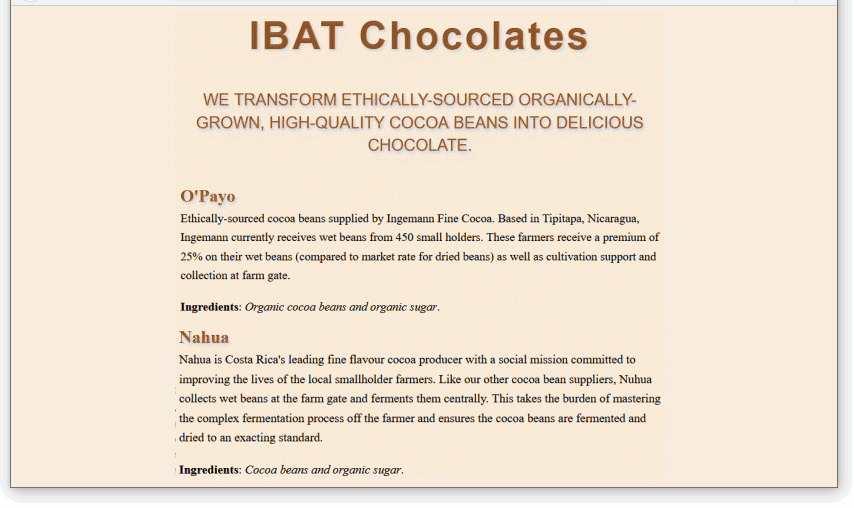 IBAT Chocolates
WE TRANSFORM ETHICALLY-SOURCED ORGANICALLY-
GROWN, HIGH-QUALITY COCOA BEANS INTO DELICIOUS
CHOCOLATE.
O'Payo
Ethically-sourced cocoa beans supplied by Ingemann Fine Cocoa. Based in Tipitapa, Nicaragua,
Ingemann currently receives wet beans from 450 small holders. These farmers receive a premium of
25% on their wet beans (compared to market rate for dried beans) as well as cultivation support and
collection at farm gate.
Ingredients: Organic cocoa beans and organic sugar.
Nahua
Nahua is Costa Rica's leading fine flavour cocoa producer with a social mission committed to
improving the lives of the local smallholder farmers. Like our other cocoa bean suppliers, Nuhua
collects wet beans at the farm gate and ferments them centrally. This takes the burden of mastering
the complex fermentation process off the farmer and ensures the cocoa beans are fermented and
dried to an exacting standard.
Ingredients: Cocoa beans and organic sugar.